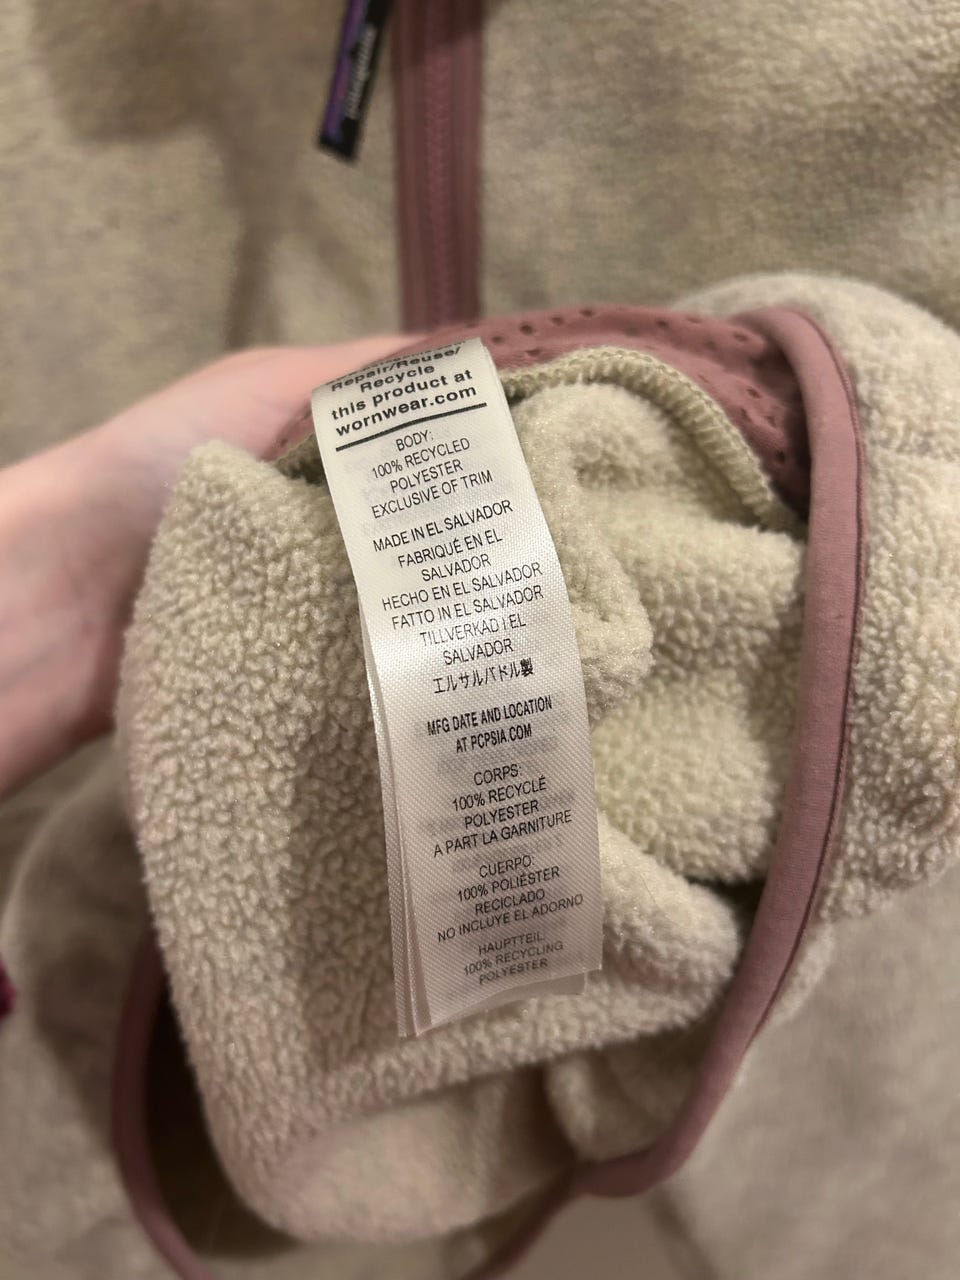 Repair/Reuse/
Recycle
this product at
wornwear.com
BODY:
100% RECYCLED
POLYESTER
EXCLUSIVE OF TRIM
MADE IN EL SALVADOR
FABRIQUÉ EN EL
SALVADOR
HECHO EN EL SALVADOR
FATTO IN EL SALVADOR
TILLVERKAD I EL
SALVADOR
エルサルバドル製
MFG DATE AND LOCATION
AT PCPSIA.COM
CORPS:
100% RECYCLÉ
POLYESTER
A PART LA GARNITURE
CUERPO:
100% POLIÉSTER
RECICLADO
NO INCLUYE EL ADORNO
HAUPTTEIL:
100% RECYCLING
POLYESTER